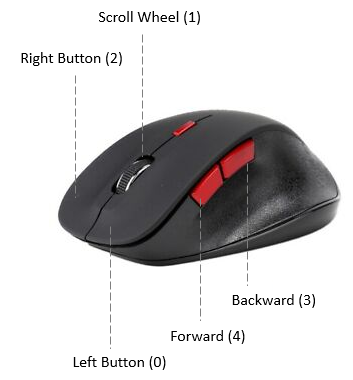 Scroll Wheel (1)
Right Button (2)
Backward (3)
Forward (4)
Left Button (0)